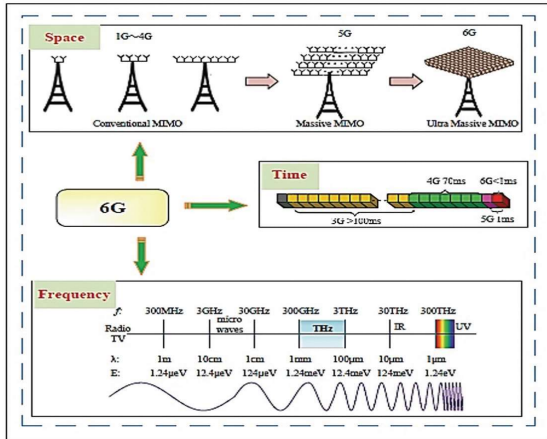 Space
1G～4G
5G
6G
Conventional MIMO
Massive MIMO
Ultra Massive MIMO
6G
Time
4G 70ms
6G<1ms
3G >100ms
5G 1ms
Frequency
f: 300MHz 3GHz 30GHz 300GHz 3THz 30THz 300THz
Radio TV
micro waves
THz
IR
UV
λ: 1m 10cm 1cm 1mm 100μm 10μm 1μm
E: 1.24μeV 12.4μeV 124μeV 1.24meV 12.4meV 124meV 1.24eV